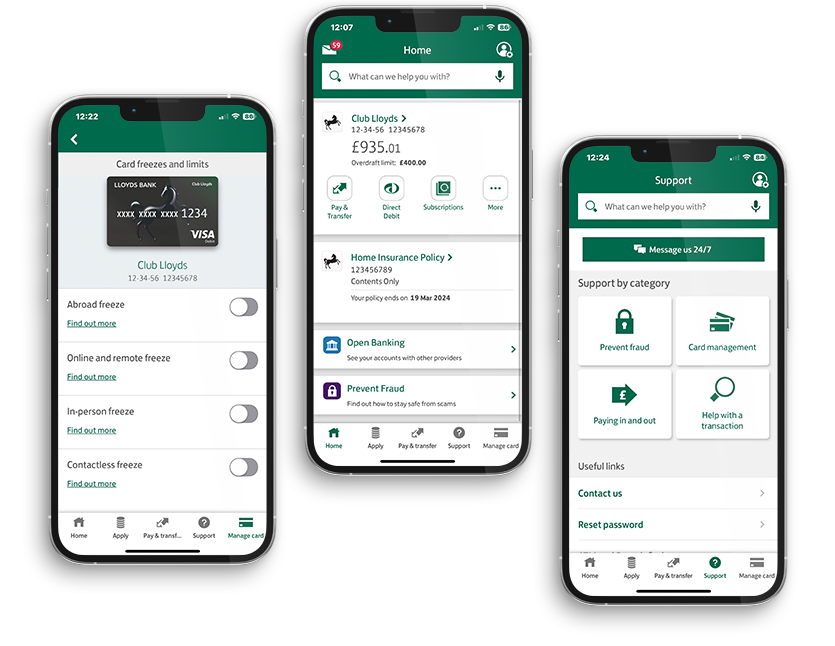 12:22
86
Card freezes and limits
LLOYDS BANK
Club Lloyds
XXXX XXXX XXXX 1234
VISA
Debit
Club Lloyds
12-34-56 12345678
Abroad freeze
Find out more
Online and remote freeze
Find out more
In-person freeze
Find out more
Contactless freeze
Find out more
Home
Apply
Pay & transf...
Support
Manage card
12:07
86
59
Home
What can we help you with?
Club Lloyds
12-34-56 12345678
£935.01
Overdraft limit: £400.00
Pay &
Transfer
Direct
Debit
Subscriptions
More
Home Insurance Policy
123456789
Contents Only
Your policy ends on 19 Mar 2024
Open Banking
See your accounts with other providers
Prevent Fraud
Find out how to stay safe from scams
Home
Apply
Pay & transfer
Support
Manage card
12:24
84
Support
What can we help you with?
Message us 24/7
Support by category
Prevent fraud
Card management
£
Paying in and out
Help with a
transaction
Useful links
Contact us
Reset password
Home
Apply
Pay & transfer
Support
Manage card